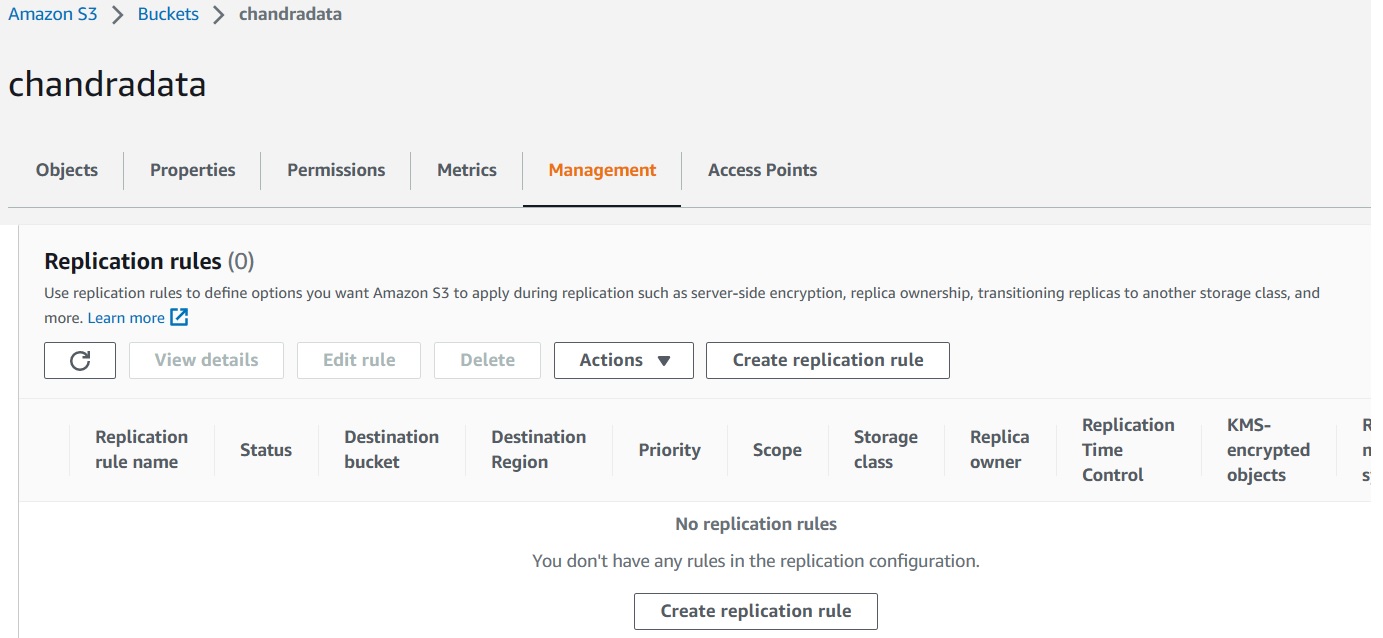 Amazon S3 > Buckets > chandradata
chandradata
Objects Properties Permissions Metrics Management Access Points
Replication rules (0)
Use replication rules to define options you want Amazon S3 to apply during replication such as server-side encryption, replica ownership, transitioning replicas to another storage class, and
more. Learn more
View details Edit rule Delete Actions Create replication rule
Replication
rule name
Status
Destination
bucket
Destination
Region
Priority
Scope
Storage
class
Replica
owner
Replication
Time
Control
KMS-
encrypted
objects
No replication rules
You don't have any rules in the replication configuration.
Create replication rule